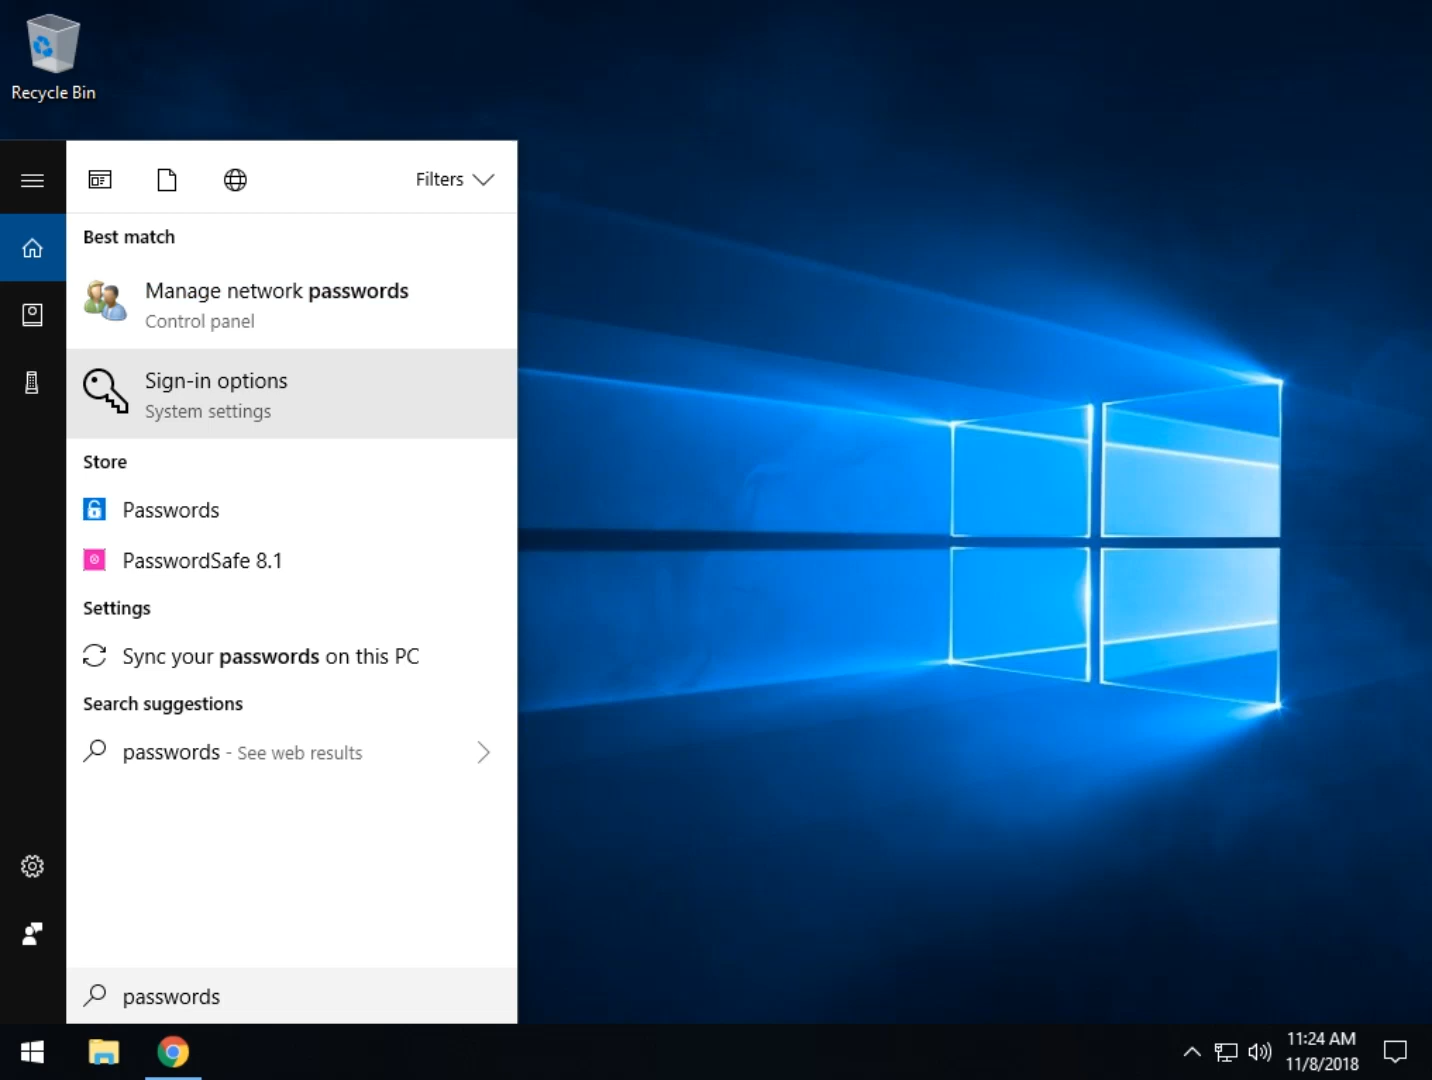 Recycle Bin
Filters
Best match
Manage network passwords
Control panel
Sign-in options
System settings
Store
Passwords
PasswordSafe 8.1
Settings
Sync your passwords on this PC
Search suggestions
passwords - See web results
passwords
11:24 AM
11/8/2018